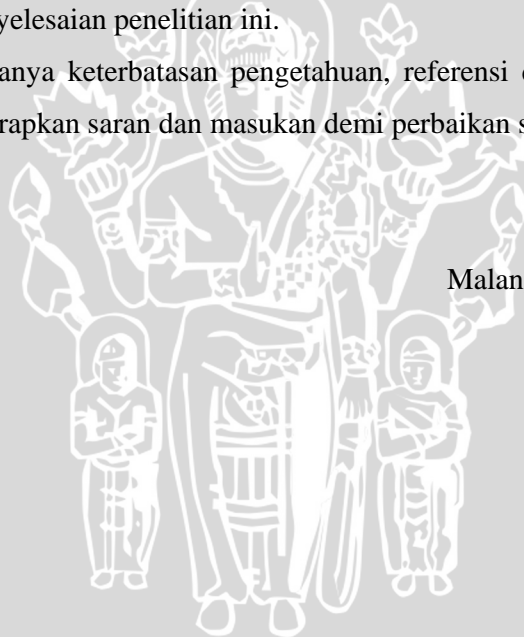 yelesaian penelitian ini.
anya keterbatasan pengetahuan, referensi
rapkan saran dan masukan demi perbaikan s
Malan